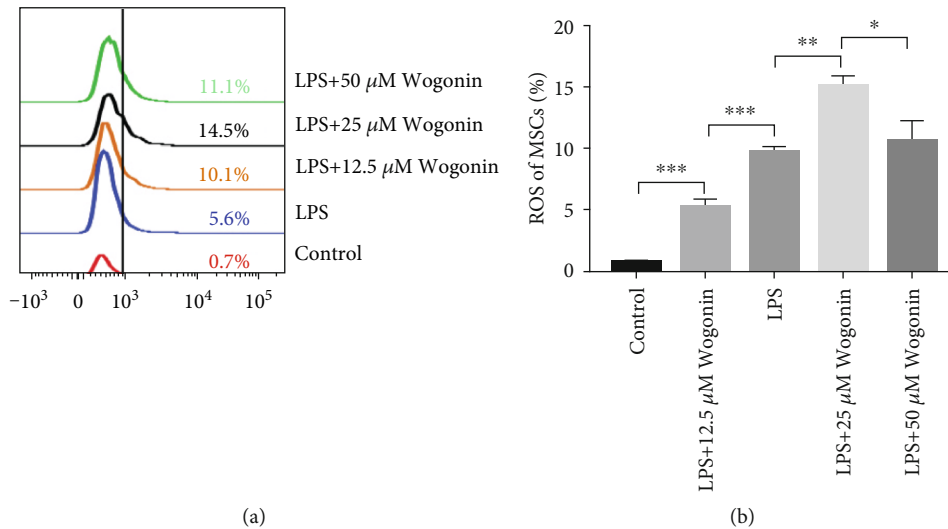 (a)
11.1%
LPS+50 μM Wogonin
14.5%
LPS+25 μM Wogonin
10.1%
LPS+12.5 μM Wogonin
5.6%
LPS
0.7%
Control
−10³ 0 10³ 10⁴ 10⁵
(a)
ROS of MSCs (%)
20
15
10
5
0
***
***
**
*
Control
LPS+12.5 μM Wogonin
LPS
LPS+25 μM Wogonin
LPS+50 μM Wogonin
(b)